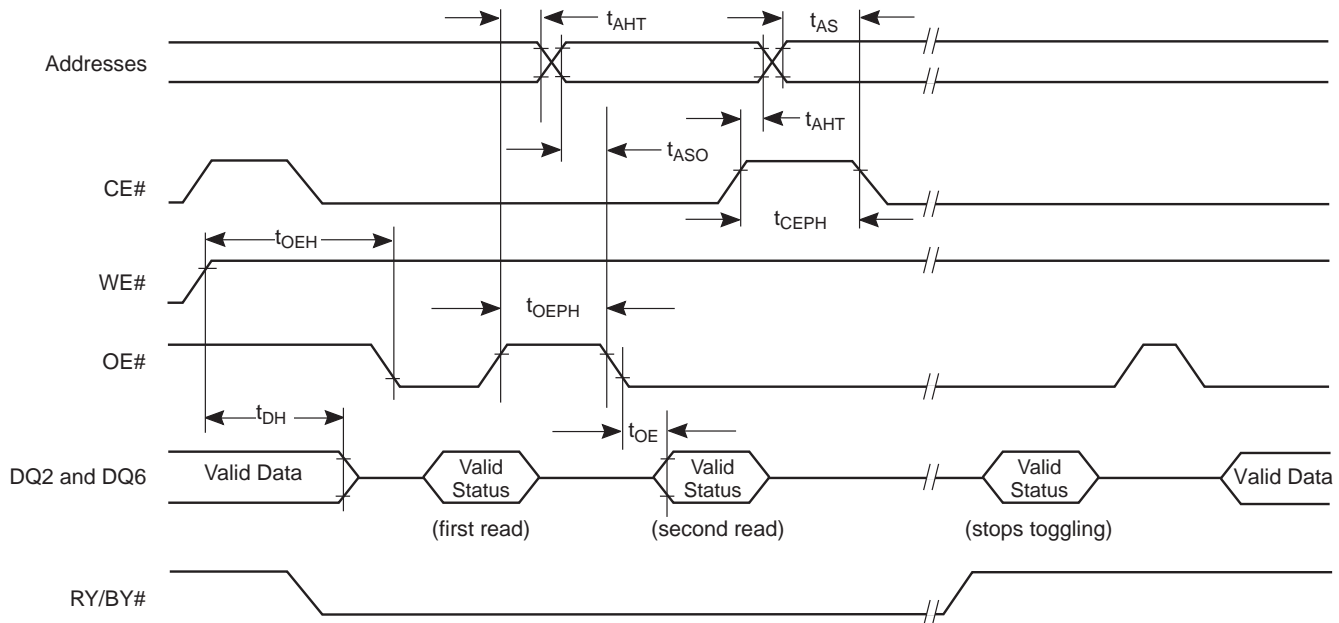 tAHT
tAS
Addresses
tAHT
tASO
CE#
tCEPH
tOEH
WE#
tOEPH
OE#
tDH
tOE
DQ2 and DQ6
Valid Data
Valid
Status
Valid
Status
Valid
Status
Valid Data
(first read)
(second read)
(stops toggling)
RY/BY#